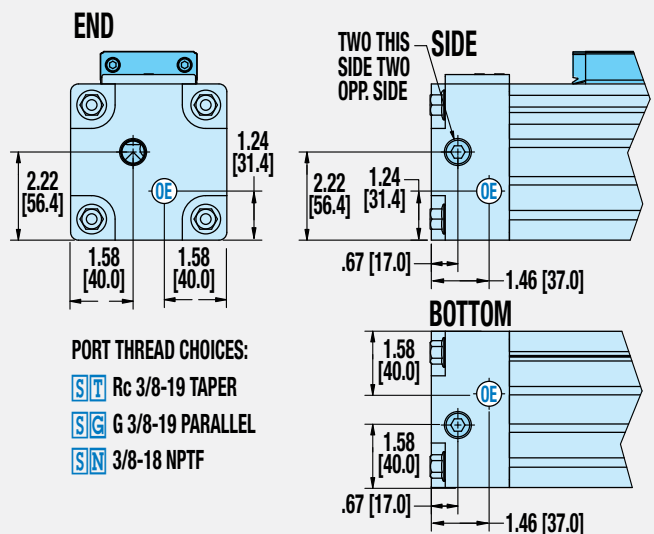 END
1.24
[31.4]
2.22
[56.4]
OE
1.58
[40.0]
1.58
[40.0]
TWO THIS
SIDE TWO
OPP. SIDE
SIDE
2.22
[56.4]
1.24
[31.4]
OE
.67 [17.0]
1.46 [37.0]
PORT THREAD CHOICES:
S T Rc 3/8-19 TAPER
S G G 3/8-19 PARALLEL
S N 3/8-18 NPTF
BOTTOM
1.58
[40.0]
OE
1.58
[40.0]
.67 [17.0]
1.46 [37.0]